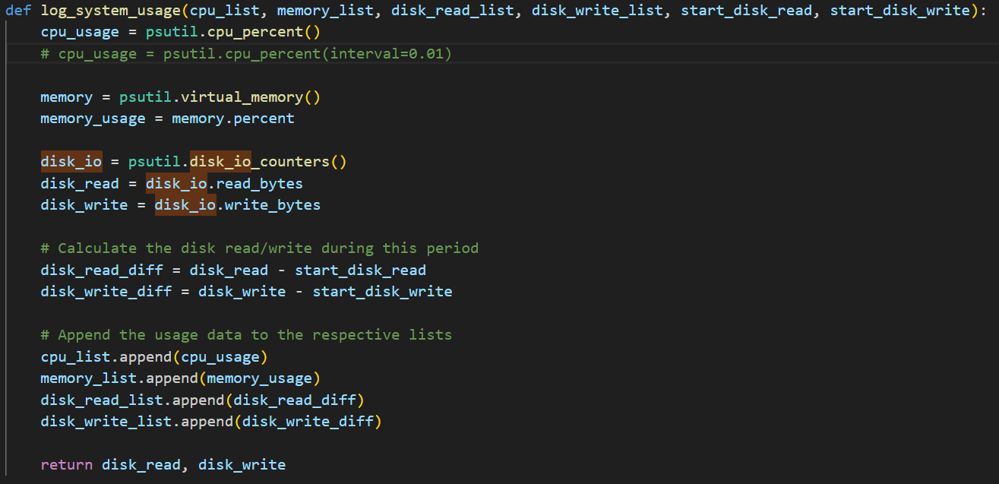 def log_system_usage(cpu_list, memory_list, disk_read_list, disk_write_list, start_disk_read, start_disk_write):
    cpu_usage = psutil.cpu_percent()
    # cpu_usage = psutil.cpu_percent(interval=0.01)

    memory = psutil.virtual_memory()
    memory_usage = memory.percent

    disk_io = psutil.disk_io_counters()
    disk_read = disk_io.read_bytes
    disk_write = disk_io.write_bytes

    # Calculate the disk read/write during this period
    disk_read_diff = disk_read - start_disk_read
    disk_write_diff = disk_write - start_disk_write

    # Append the usage data to the respective lists
    cpu_list.append(cpu_usage)
    memory_list.append(memory_usage)
    disk_read_list.append(disk_read_diff)
    disk_write_list.append(disk_write_diff)

    return disk_read, disk_write